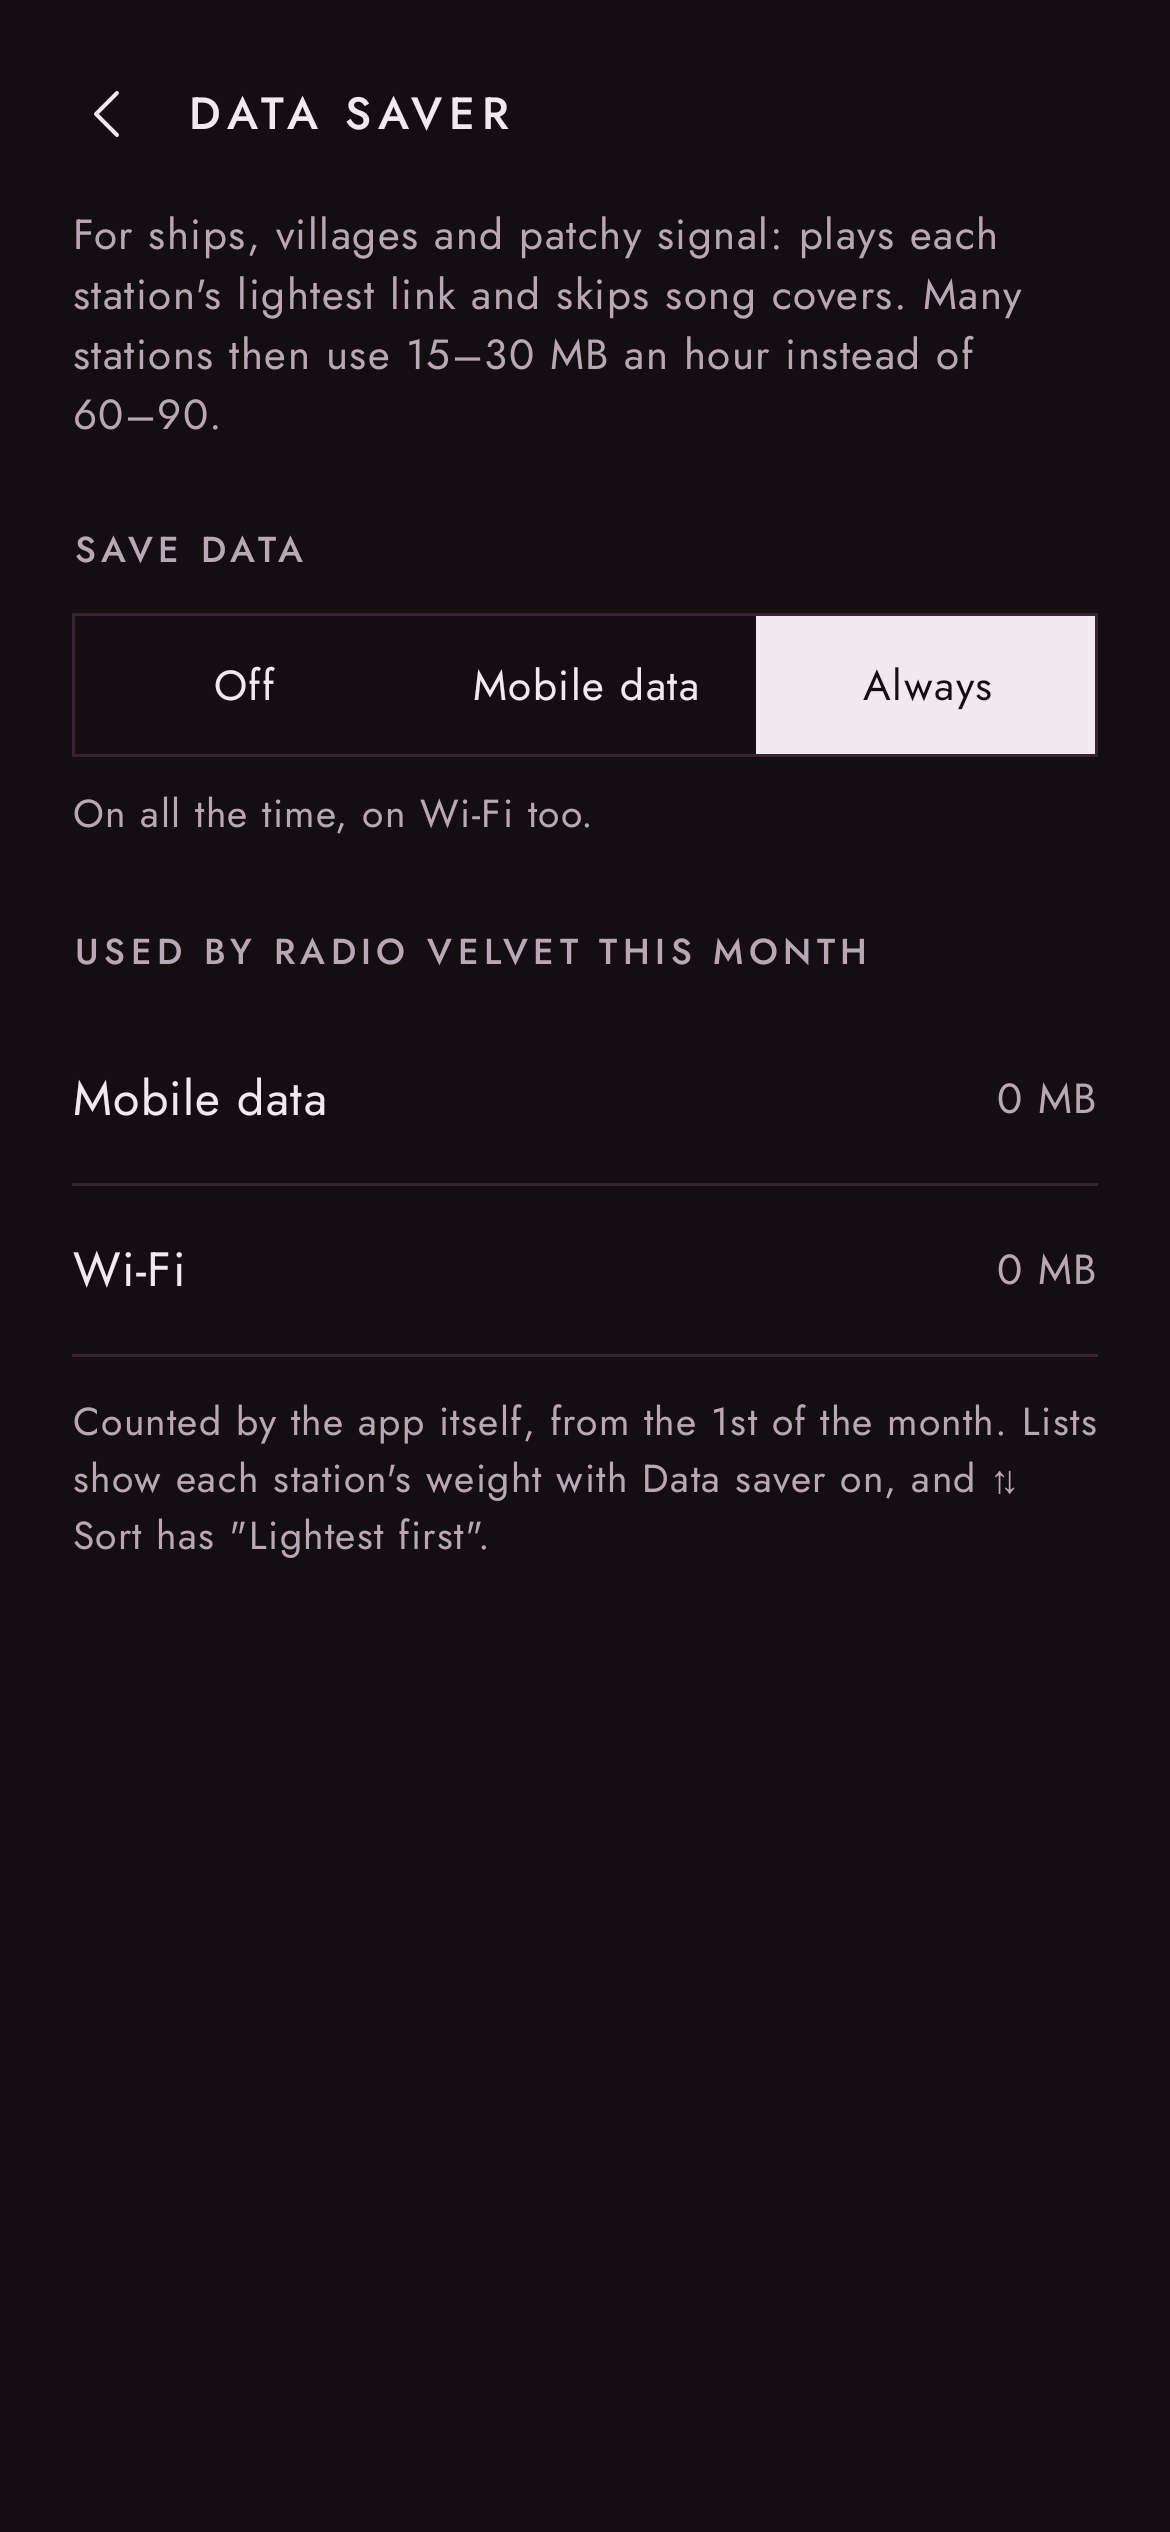 DATA SAVER
For ships, villages and patchy signal: plays each
station's lightest link and skips song covers. Many
stations then use 15–30 MB an hour instead of
60–90.
SAVE DATA
Off Mobile data Always
On all the time, on Wi-Fi too.
USED BY RADIO VELVET THIS MONTH
Mobile data 0 MB
Wi-Fi 0 MB
Counted by the app itself, from the 1st of the month. Lists
show each station's weight with Data saver on, and ⇅
Sort has "Lightest first".